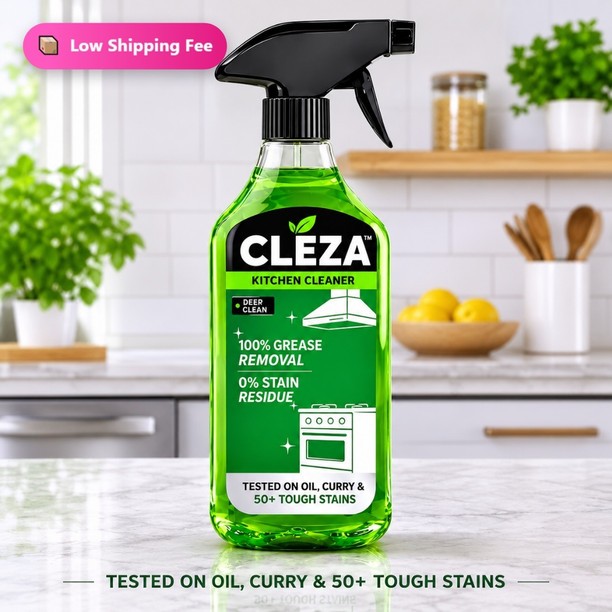 Low Shipping Fee
CLEZA™
KITCHEN CLEANER
DEER
CLEAN
100% GREASE
REMOVAL
0% STAIN
RESIDUE
TESTED ON OIL, CURRY &
50+ TOUGH STAINS
TESTED ON OIL, CURRY & 50+ TOUGH STAINS